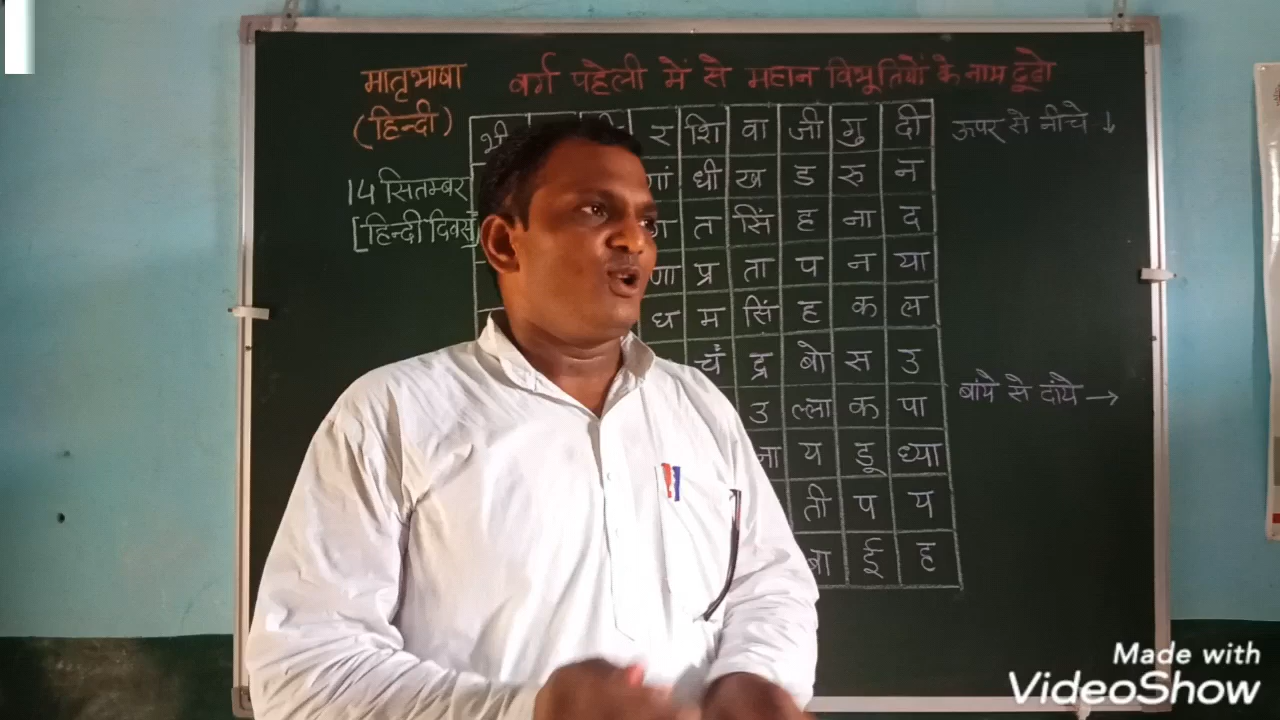 मातृभाषा वर्ग पहेली में से महान विभूतियों के नाम ढूढो
(हिन्दी)
र शि वा जी गु दी
ऊपर से नीचे ↓
14 सितम्बर
गां धी ख ड रु न
[हिन्दी दिवस]
त सिं ह ना द
णा प्र ता प न या
ध म सिं ह क ल
चं द्र बो स उ
बांये से दांये →
उ ल्ला क पा
ना य डू ध्या
ती प य
बा ई ह
Made with
VideoShow